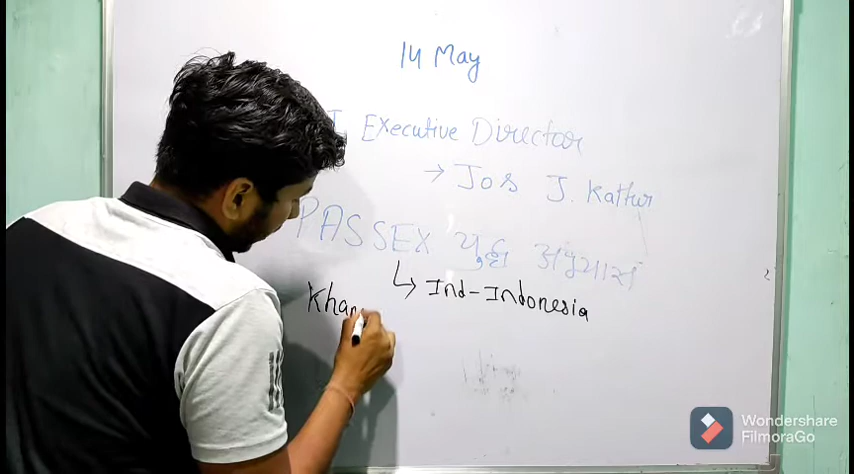 14 May
I Executive Director
→ Jos J. Kattur
PASSEX युद्ध अभ्यास
↳ Ind-Indonesia
Khan
Wondershare
FilmoraGo